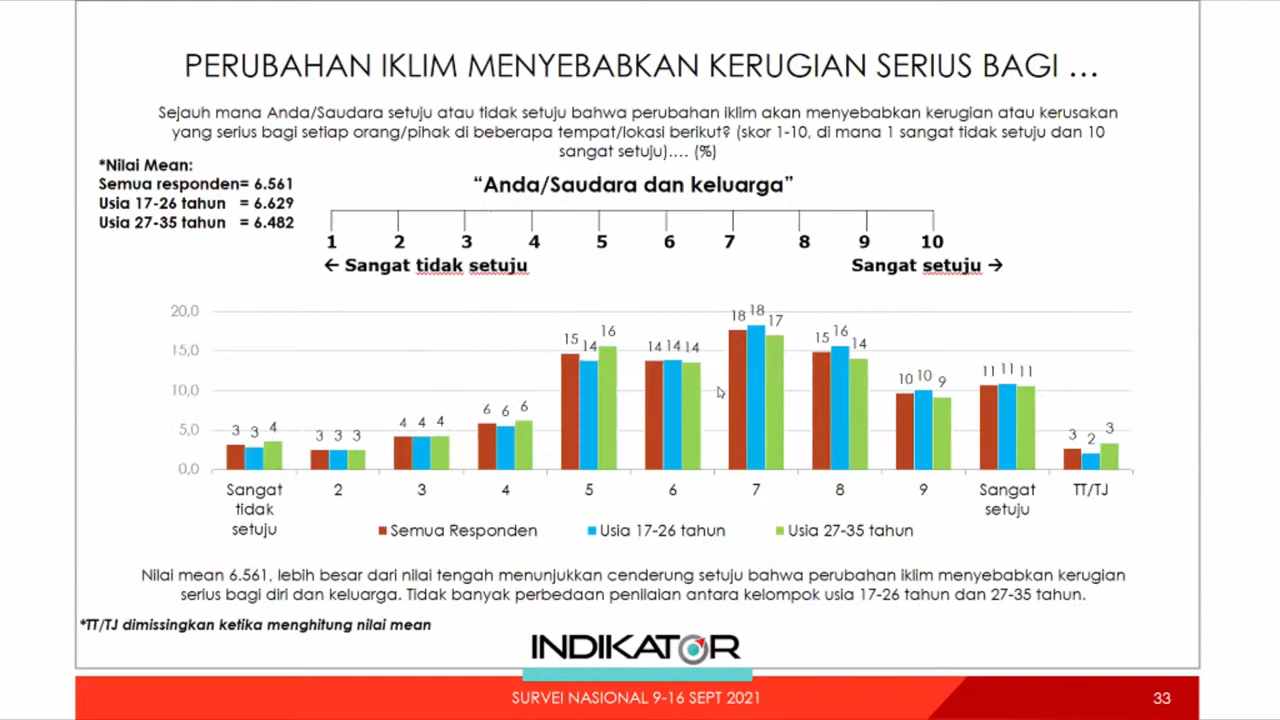 PERUBAHAN IKLIM MENYEBABKAN KERUGIAN SERIUS BAGI ...
Sejauh mana Anda/Saudara setuju atau tidak setuju bahwa perubahan iklim akan menyebabkan kerugian atau kerusakan
yang serius bagi setiap orang/pihak di beberapa tempat/lokasi berikut? (skor 1-10, di mana 1 sangat tidak setuju dan 10
sangat setuju).... (%)
*Nilai Mean:
Semua responden= 6.561
Usia 17-26 tahun = 6.629
Usia 27-35 tahun = 6.482
“Anda/Saudara dan keluarga”
1 2 3 4 5 6 7 8 9 10
← Sangat tidak setuju Sangat setuju →
20,0
15,0
10,0
5,0
0,0
3 3 4
3 3 3
4 4 4
6 6 6
15 14 16
14 14 14
18 18 17
15 16 14
10 10 9
11 11 11
3 2 3
Sangat tidak setuju 2 3 4 5 6 7 8 9 Sangat setuju TT/TJ
Semua Responden Usia 17-26 tahun Usia 27-35 tahun
Nilai mean 6.561, lebih besar dari nilai tengah menunjukkan cenderung setuju bahwa perubahan iklim menyebabkan kerugian
serius bagi diri dan keluarga. Tidak banyak perbedaan penilaian antara kelompok usia 17-26 tahun dan 27-35 tahun.
*TT/TJ dimissingkan ketika menghitung nilai mean
INDIKATOR
SURVEI NASIONAL 9-16 SEPT 2021
33